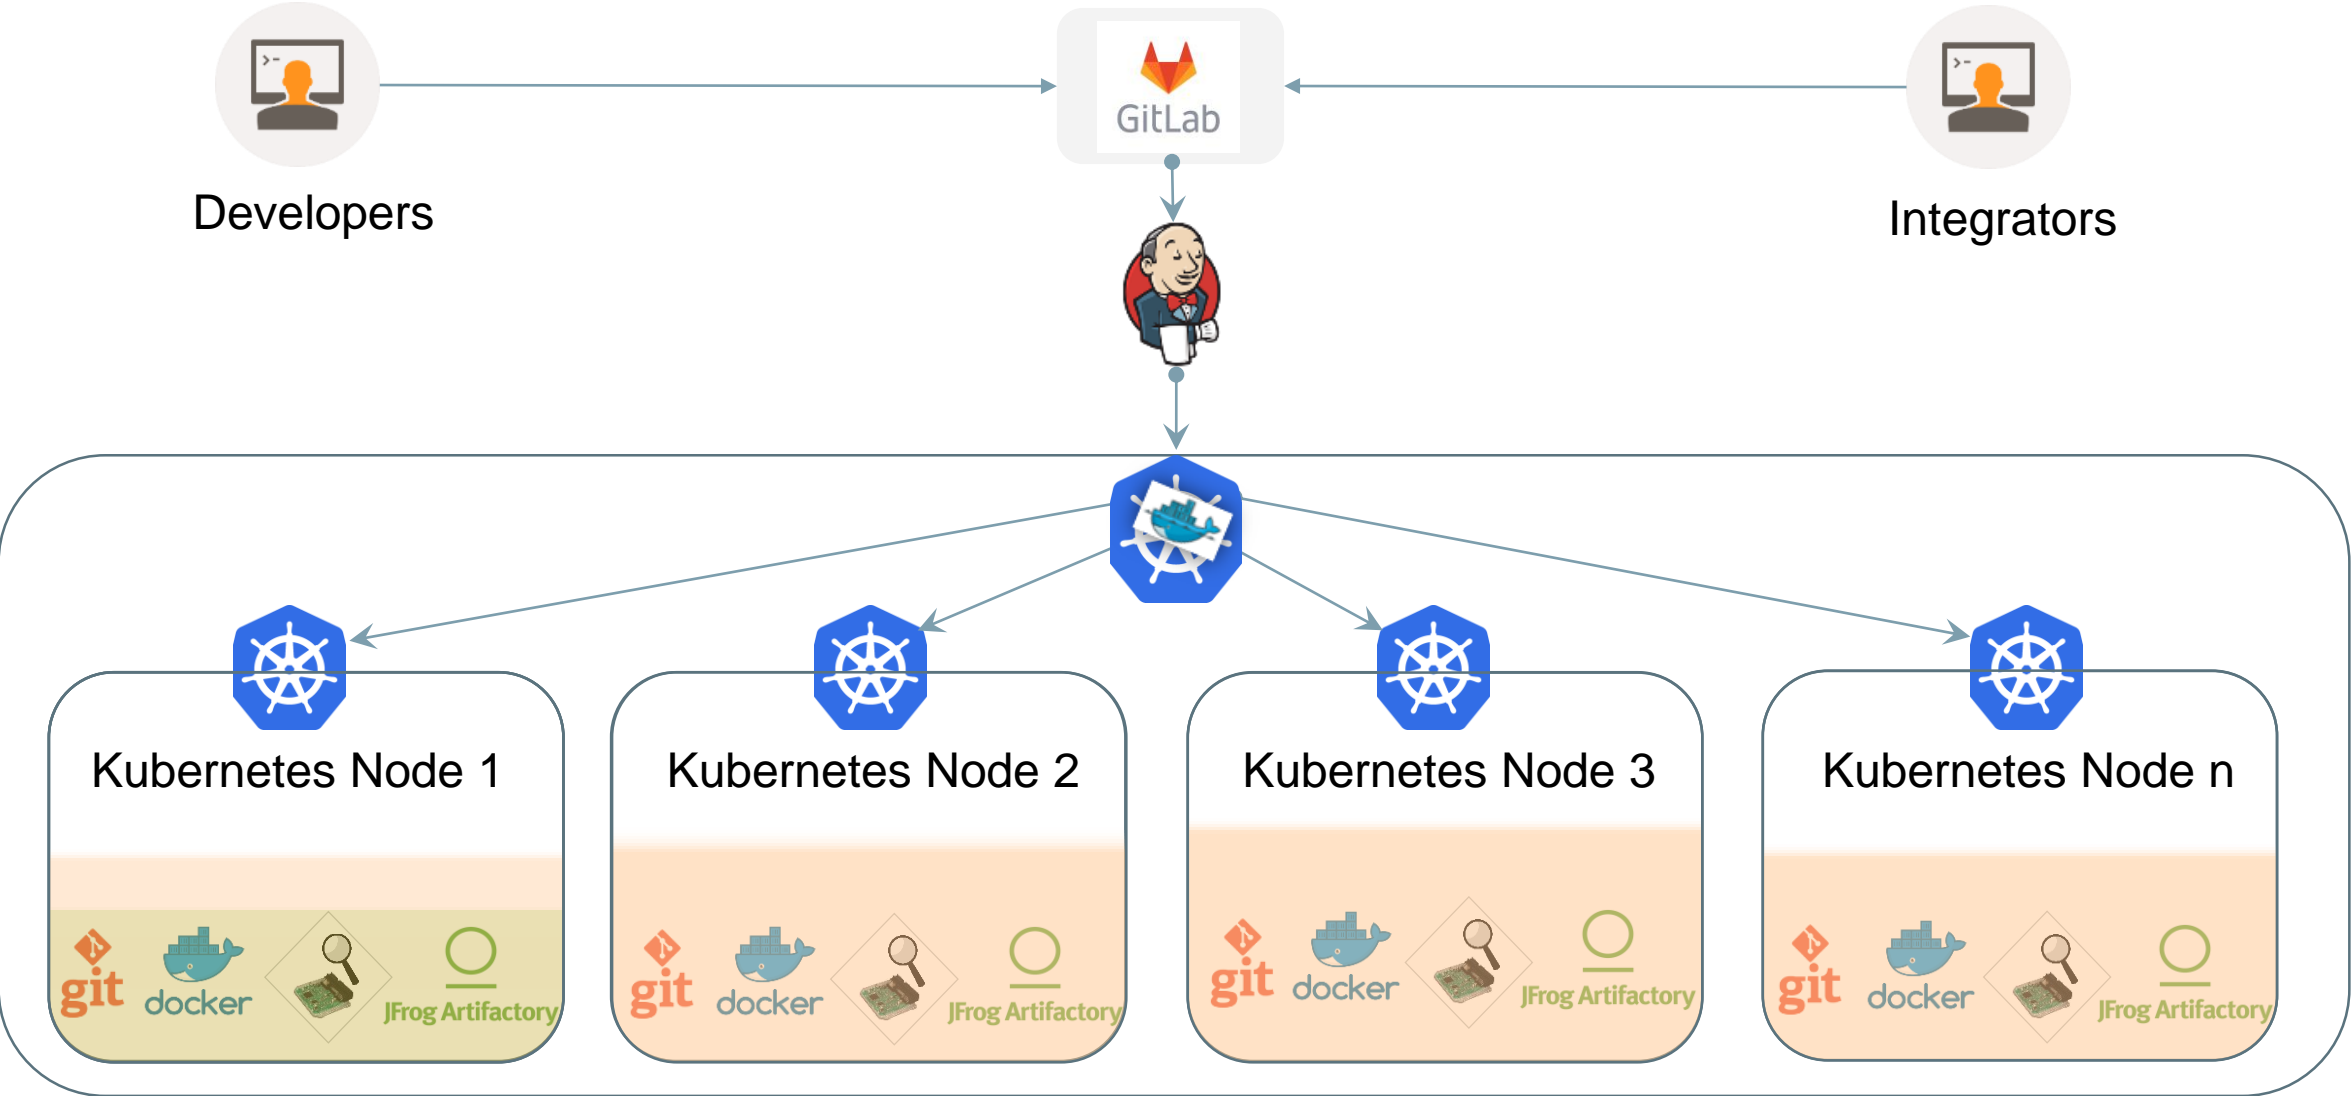 >-
GitLab
>-
Developers
Integrators
Kubernetes Node 1
Kubernetes Node 2
Kubernetes Node 3
Kubernetes Node n
git
docker
JFrog Artifactory
git
docker
JFrog Artifactory
git
docker
JFrog Artifactory
git
docker
JFrog Artifactory